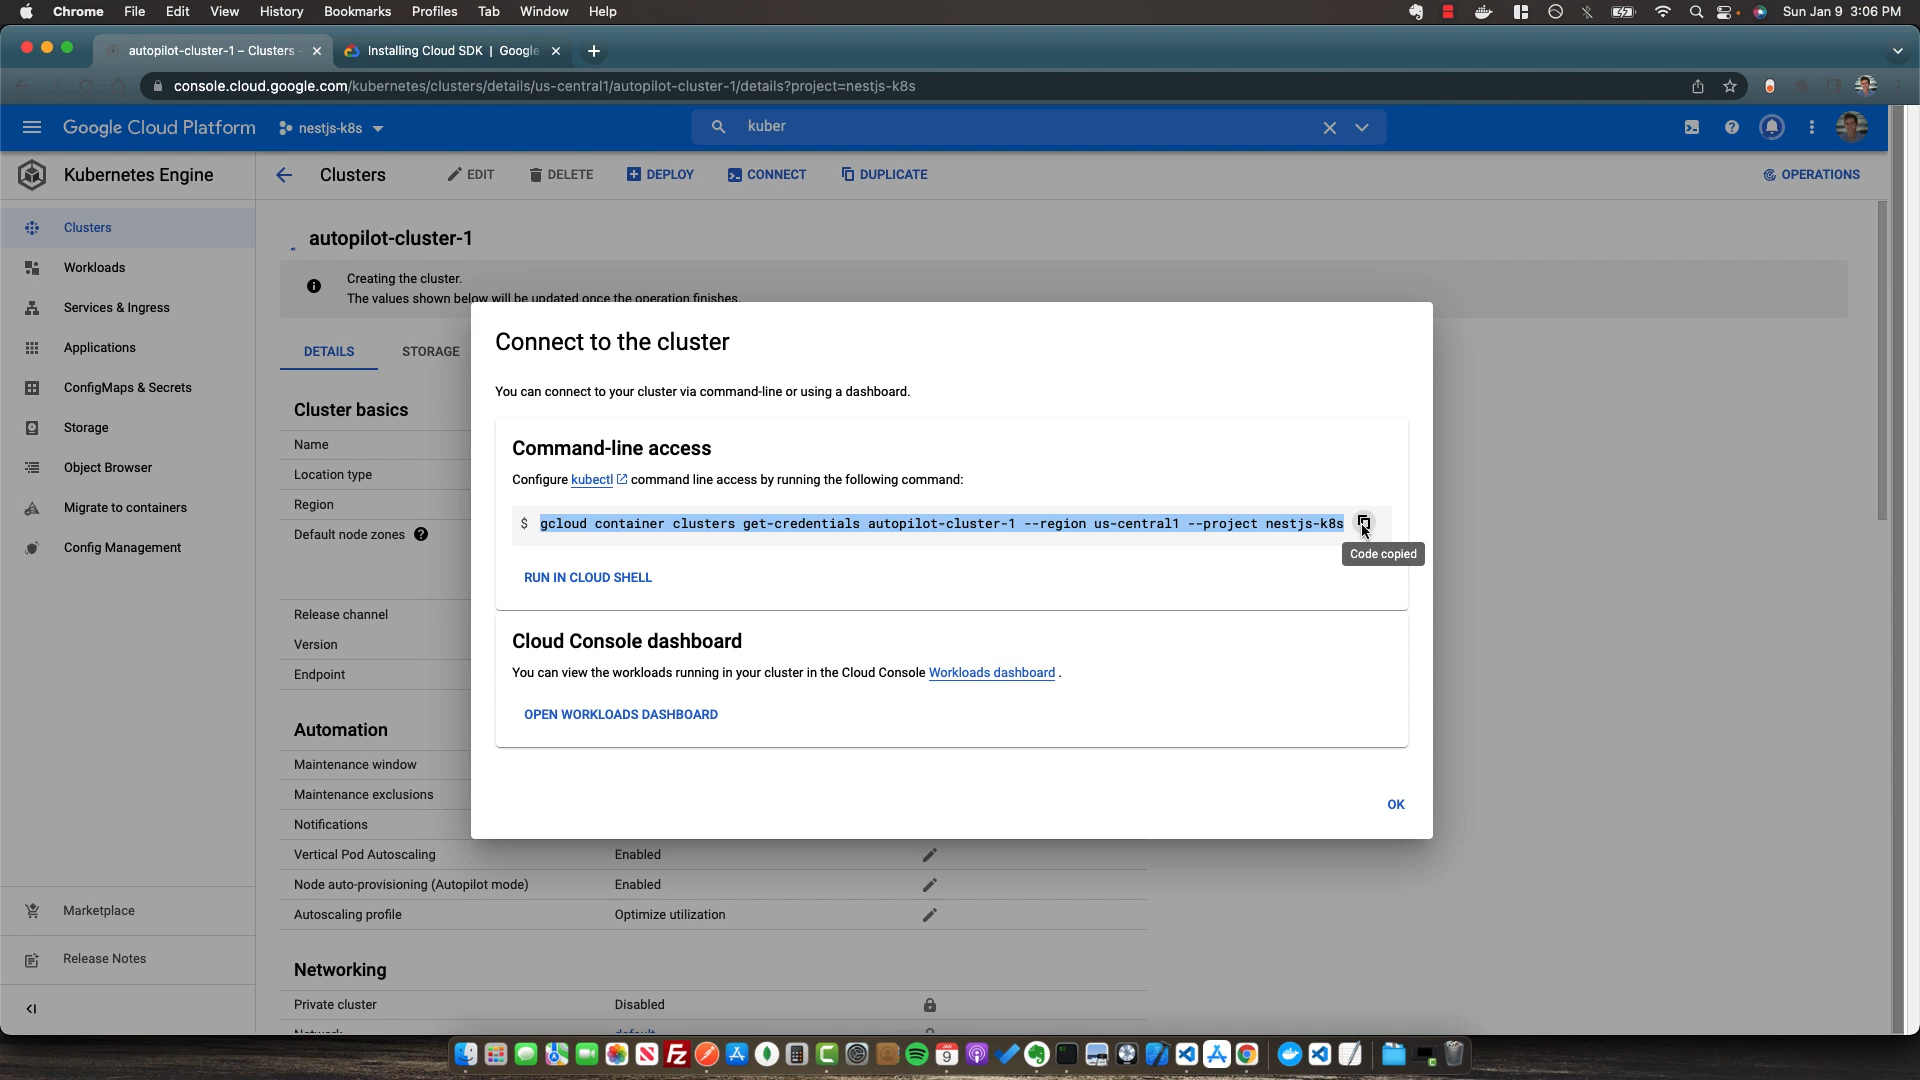 Chrome File Edit View History Bookmarks Profiles Tab Window Help Sun Jan 9 3:06 PM
autopilot-cluster-1 – Clusters - Installing Cloud SDK | Google
console.cloud.google.com/kubernetes/clusters/details/us-central1/autopilot-cluster-1/details?project=nestjs-k8s
Google Cloud Platform nestjs-k8s kuber
Kubernetes Engine Clusters EDIT DELETE DEPLOY CONNECT DUPLICATE OPERATIONS
Clusters
Workloads
Services & Ingress
Applications
ConfigMaps & Secrets
Storage
Object Browser
Migrate to containers
Config Management
Marketplace
Release Notes
autopilot-cluster-1
Creating the cluster.
The values shown below will be updated once the operation finishes.
DETAILS STORAGE
Cluster basics
Name
Location type
Region
Default node zones
Release channel
Version
Endpoint
Automation
Maintenance window
Maintenance exclusions
Notifications
Vertical Pod Autoscaling Enabled
Node auto-provisioning (Autopilot mode) Enabled
Autoscaling profile Optimize utilization
Networking
Private cluster Disabled
Connect to the cluster
You can connect to your cluster via command-line or using a dashboard.
Command-line access
Configure kubectl command line access by running the following command:
$ gcloud container clusters get-credentials autopilot-cluster-1 --region us-central1 --project nestjs-k8s
Code copied
RUN IN CLOUD SHELL
Cloud Console dashboard
You can view the workloads running in your cluster in the Cloud Console Workloads dashboard .
OPEN WORKLOADS DASHBOARD
OK